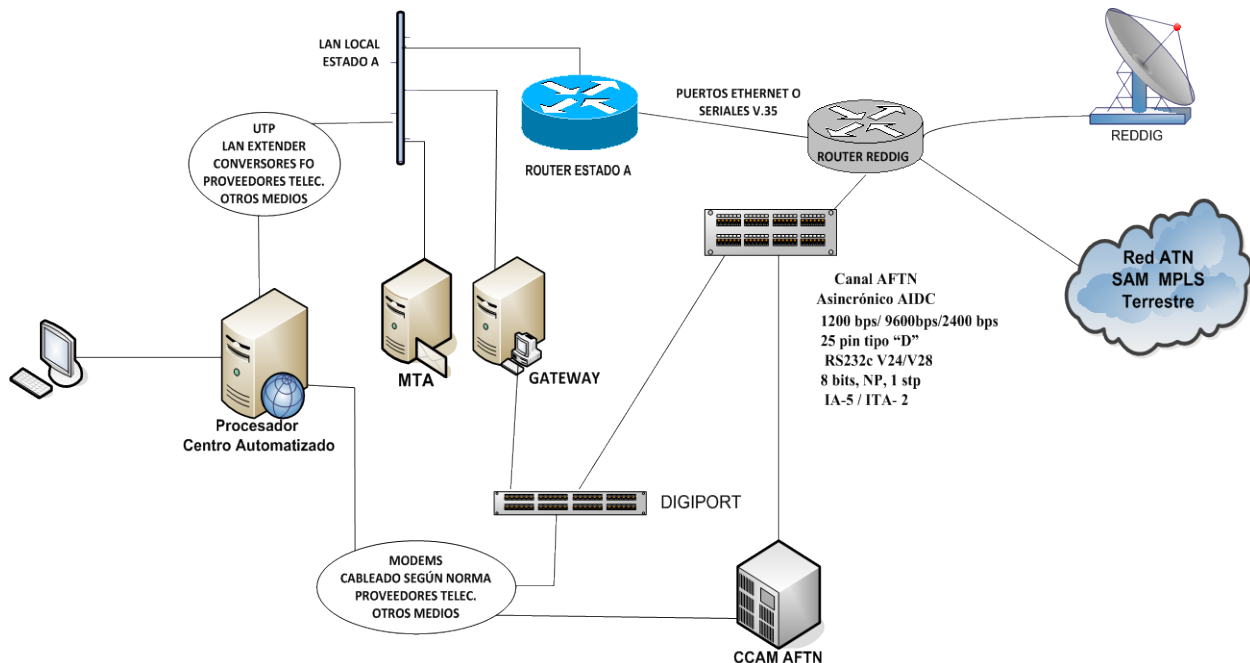 LAN LOCAL
ESTADO A
PUERTOS ETHERNET O
SERIALES V.35
REDDIG
ROUTER REDDIG
ROUTER ESTADO A
UTP
LAN EXTENDER
CONVERSORES FO
PROVEEDORES TELEC.
OTROS MEDIOS
Red ATN
SAM MPLS
Terrestre
Canal AFTN
Asincrónico AIDC
1200 bps/ 9600bps/2400 bps
25 pin tipo “D”
RS232c V24/V28
8 bits, NP, 1 stp
IA-5 / ITA- 2
MTA
GATEWAY
Procesador
Centro Automatizado
DIGIPORT
MODEMS
CABLEADO SEGÚN NORMA
PROVEEDORES TELEC.
OTROS MEDIOS
CCAM AFTN